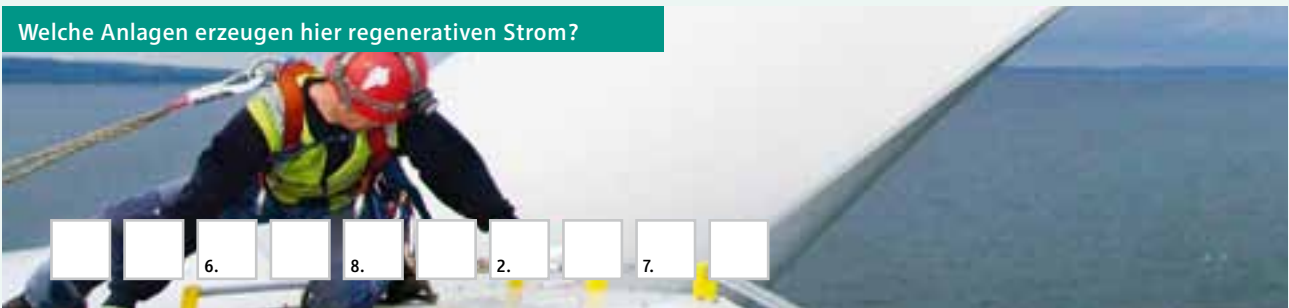 Welche Anlagen erzeugen hier regenerativen Strom?
6. 8. 2. 7.